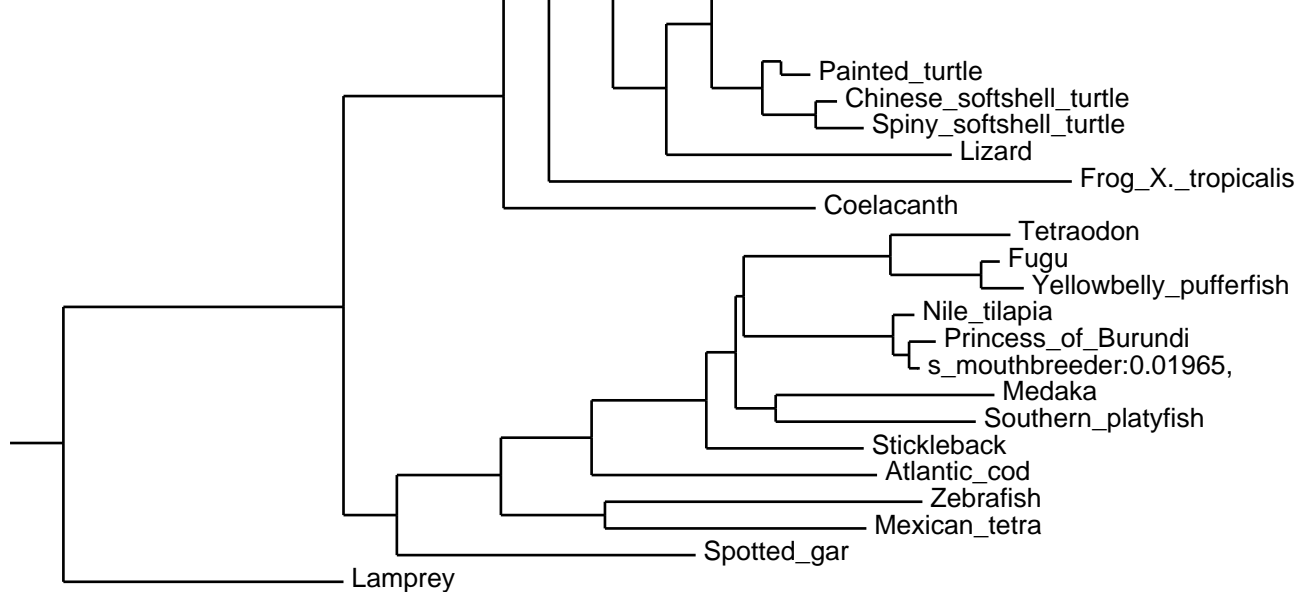 Painted_turtle
Chinese_softshell_turtle
Spiny_softshell_turtle
Lizard
Frog_X._tropicalis
Coelacanth
Tetraodon
Fugu
Yellowbelly_pufferfish
Nile_tilapia
Princess_of_Burundi
s_mouthbreeder:0.01965,
Medaka
Southern_platyfish
Stickleback
Atlantic_cod
Zebrafish
Mexican_tetra
Spotted_gar
Lamprey